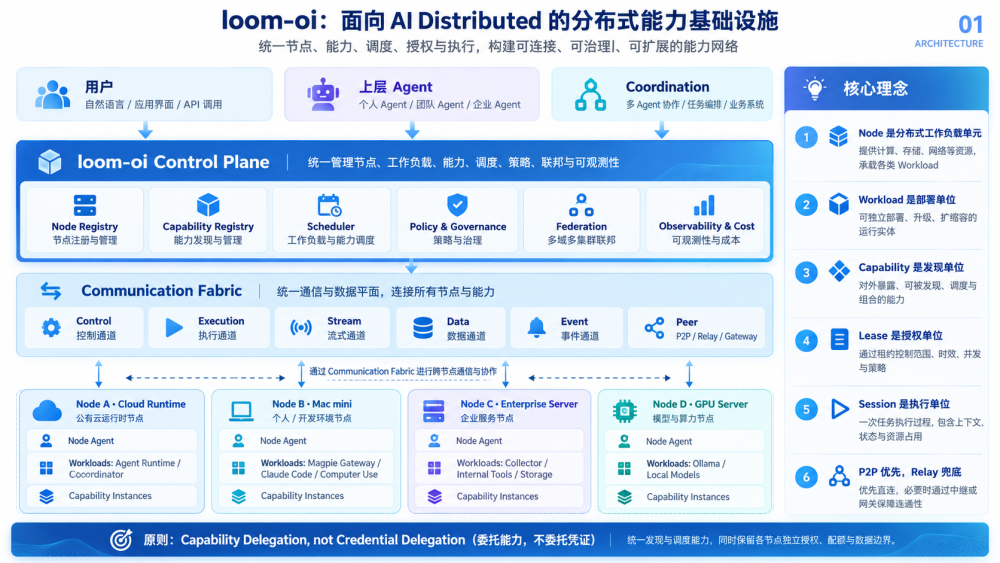 loom-oi：面向 AI Distributed 的分布式能力基础设施
统一节点、能力、调度、授权与执行，构建可连接、可治理、可扩展的能力网络
01
ARCHITECTURE
用户
自然语言 / 应用界面 / API 调用
上层 Agent
个人 Agent / 团队 Agent / 企业 Agent
Coordination
多 Agent 协作 / 任务编排 / 业务系统
loom-oi Control Plane
统一管理节点、工作负载、能力、调度、策略、联邦与可观测性
Node Registry
节点注册与管理
Capability Registry
能力发现与管理
Scheduler
工作负载与能力调度
Policy & Governance
策略与治理
Federation
多域多集群联邦
Observability & Cost
可观测性与成本
Communication Fabric
统一通信与数据平面，连接所有节点与能力
Control
控制通道
Execution
执行通道
Stream
流式通道
Data
数据通道
Event
事件通道
Peer
P2P / Relay / Gateway
通过 Communication Fabric 进行跨节点通信与协作
Node A • Cloud Runtime
公有云运行时节点
Node Agent
Workloads: Agent Runtime /
Cocordinator
Capability Instances
Node B • Mac mini
个人 / 开发环境节点
Node Agent
Workloads: Magpie Gateway /
Claude Code / Computer Use
Capability Instances
Node C • Enterprise Server
企业服务节点
Node Agent
Workloads: Collector /
Internal Tools / Storage
Capability Instances
Node D • GPU Server
模型与算力节点
Node Agent
Workloads: Ollama /
Local Models
Capability Instances
核心理念
1
Node 是分布式工作负载单元
提供计算、存储、网络等资源，
承载各类 Workload
2
Workload 是部署单位
可独立部署、升级、扩缩容的
运行实体
3
Capability 是发现单位
对外暴露、可被发现、调度与
组合的能力
4
Lease 是授权单位
通过租约控制范围、时效、并发
与策略
5
Session 是执行单位
一次任务执行过程，包含上下文、
状态与资源占用
6
P2P 优先，Relay 兜底
优先直连，必要时通过中继或
网关保障连通性
原则：Capability Delegation, not Credential Delegation（委托能力，不委托凭证）
统一发现与调度能力，同时保留各节点独立授权、配额与数据边界。